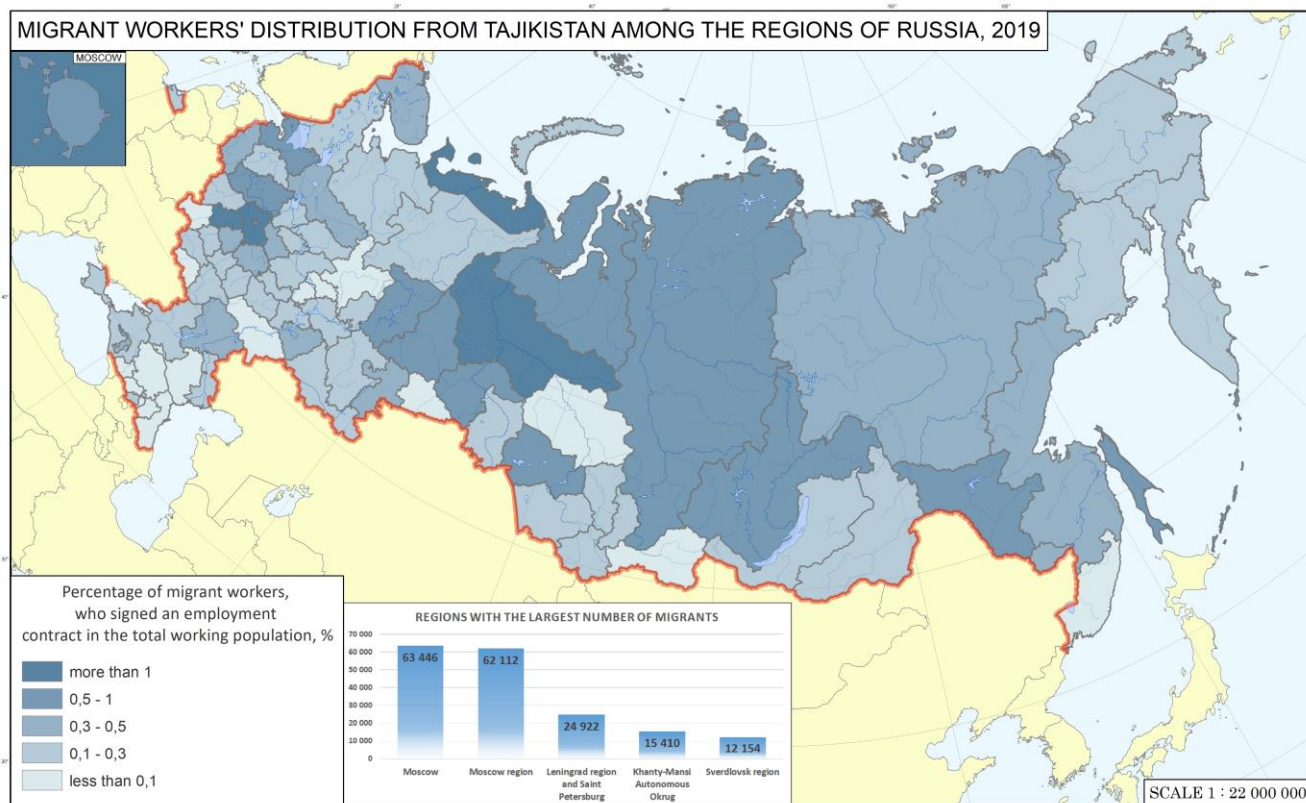 MIGRANT WORKERS' DISTRIBUTION FROM TAJIKISTAN AMONG THE REGIONS OF RUSSIA, 2019
MOSCOW
Percentage of migrant workers,
who signed an employment
contract in the total working population, %
more than 1
0,5 - 1
0,3 - 0,5
0,1 - 0,3
less than 0,1
REGIONS WITH THE LARGEST NUMBER OF MIGRANTS
70 000
60 000
50 000
40 000
30 000
20 000
10 000
0
63 446
62 112
24 922
15 410
12 154
Moscow
Moscow region
Leningrad region
and Saint
Petersburg
Khanty-Mansi
Autonomous
Okrug
Sverdlovsk region
SCALE 1 : 22 000 000